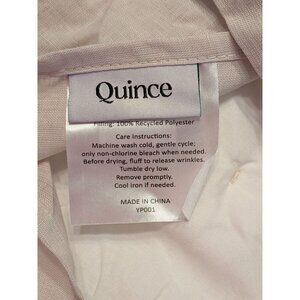 Quince
Filling: 100% Recycled Polyester
Care Instructions:
Machine wash cold, gentle cycle;
only non-chlorine bleach when needed.
Before drying, fluff to release wrinkles.
Tumble dry low.
Remove promptly.
Cool iron if needed.
MADE IN CHINA
YP001